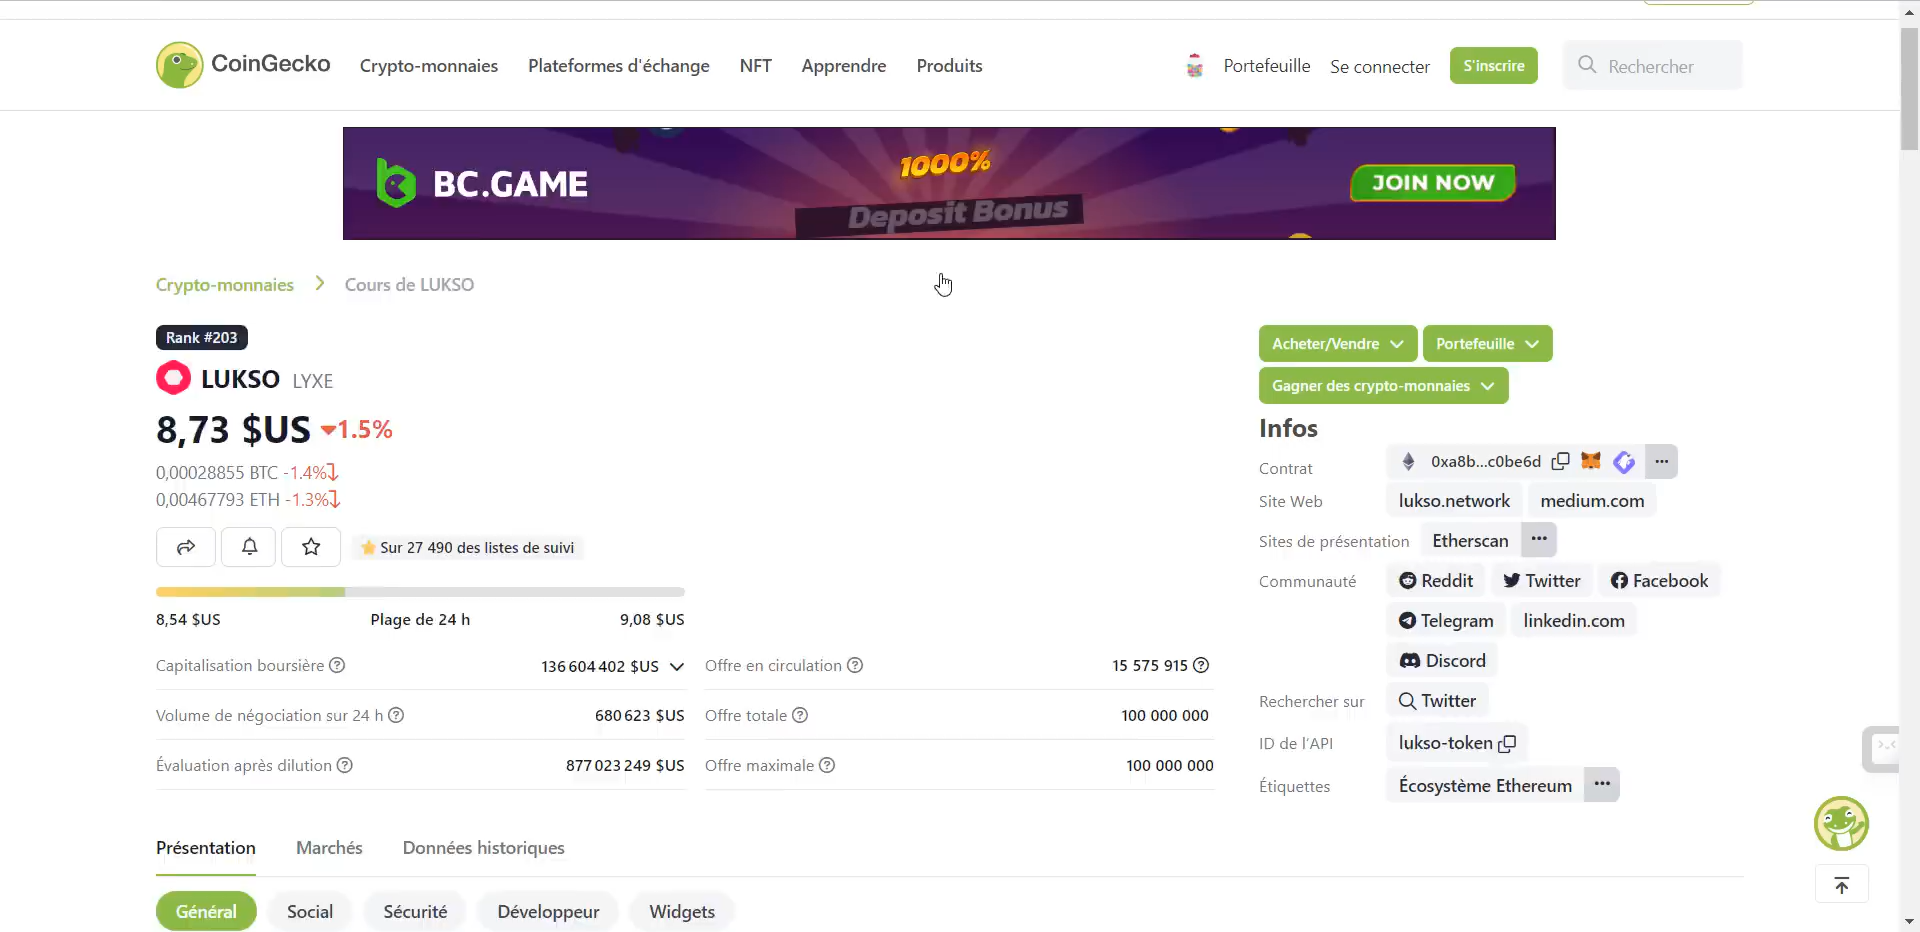 CoinGecko
Crypto-monnaies
Plateformes d'échange
NFT
Apprendre
Produits
Portefeuille
Se connecter
S'inscrire
Rechercher
BC.GAME
1000%
Deposit Bonus
JOIN NOW
Crypto-monnaies
Cours de LUKSO
Rank #203
LUKSO LYXE
8,73 $US 1.5%
0,00028855 BTC -1.4%
0,00467793 ETH -1.3%
Sur 27 490 des listes de suivi
8,54 $US Plage de 24 h 9,08 $US
Capitalisation boursière 136 604 402 $US
Volume de négociation sur 24 h 680 623 $US
Évaluation après dilution 877 023 249 $US
Offre en circulation 15 575 915
Offre totale 100 000 000
Offre maximale 100 000 000
Acheter/Vendre
Portefeuille
Gagner des crypto-monnaies
Infos
Contrat 0xa8b...c0be6d ...
Site Web lukso.network medium.com
Sites de présentation Etherscan ...
Communauté Reddit Twitter Facebook
Telegram linkedin.com
Discord
Rechercher sur Twitter
ID de l'API lukso-token
Étiquettes Écosystème Ethereum ...
Présentation
Marchés
Données historiques
Général
Social
Sécurité
Développeur
Widgets